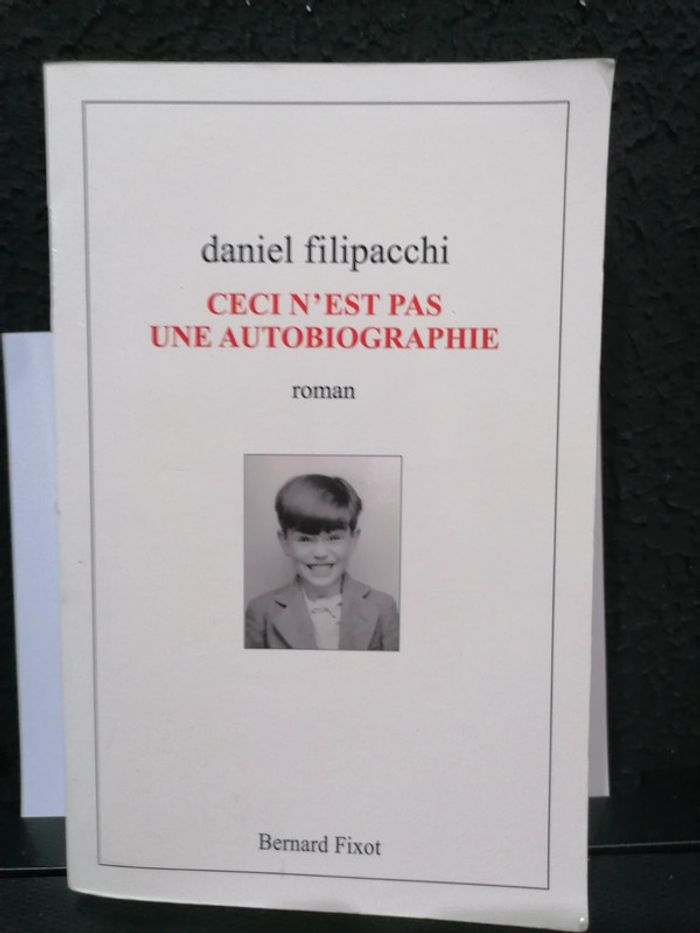 daniel filipacchi
CECI N'EST PAS
UNE AUTOBIOGRAPHIE
roman
Bernard Fixot